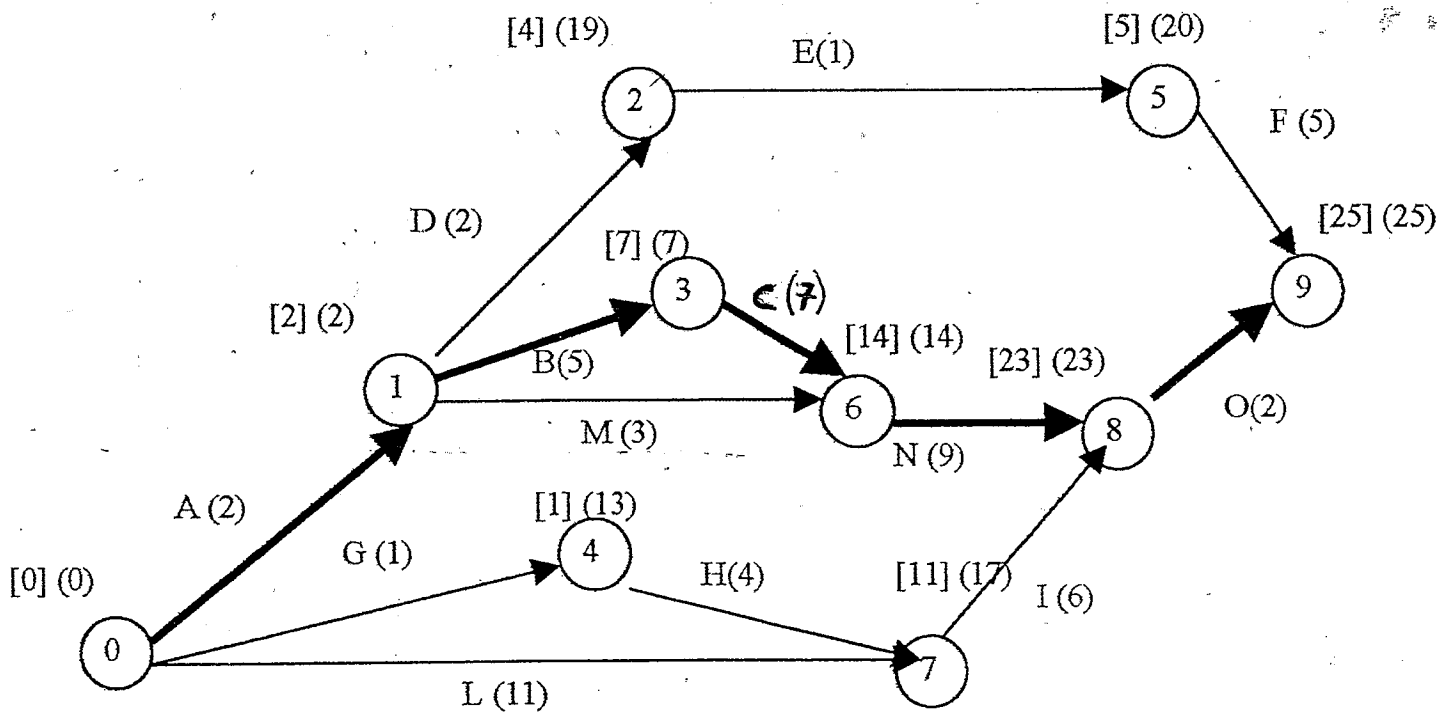 [4] (19)
E(1)
[5] (20)
2
5
F (5)
D (2)
[7] (7)
[25] (25)
3
C (7)
9
[2] (2)
[14] (14)
[23] (23)
B(5)
1
6
O(2)
M (3)
N (9)
8
A (2)
[1] (13)
G (1)
4
H(4)
[11] (17)
I (6)
[0] (0)
0
7
L (11)